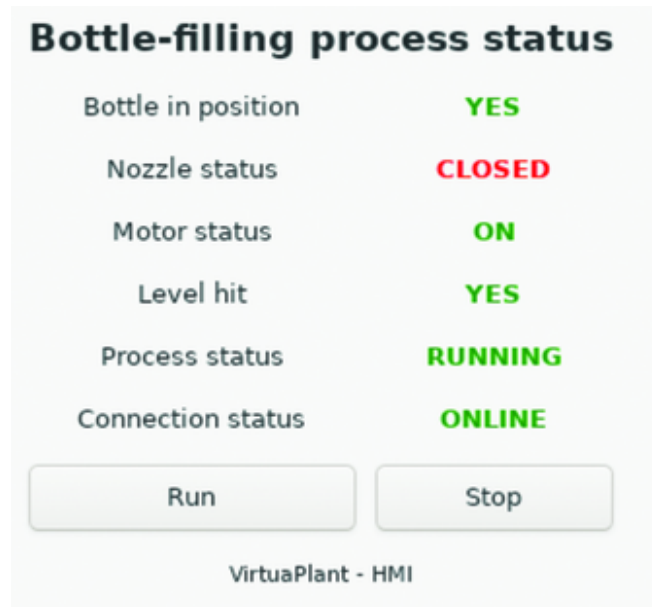 Bottle-filling process status
Bottle in position YES
Nozzle status CLOSED
Motor status ON
Level hit YES
Process status RUNNING
Connection status ONLINE
Run Stop
VirtuaPlant - HMI